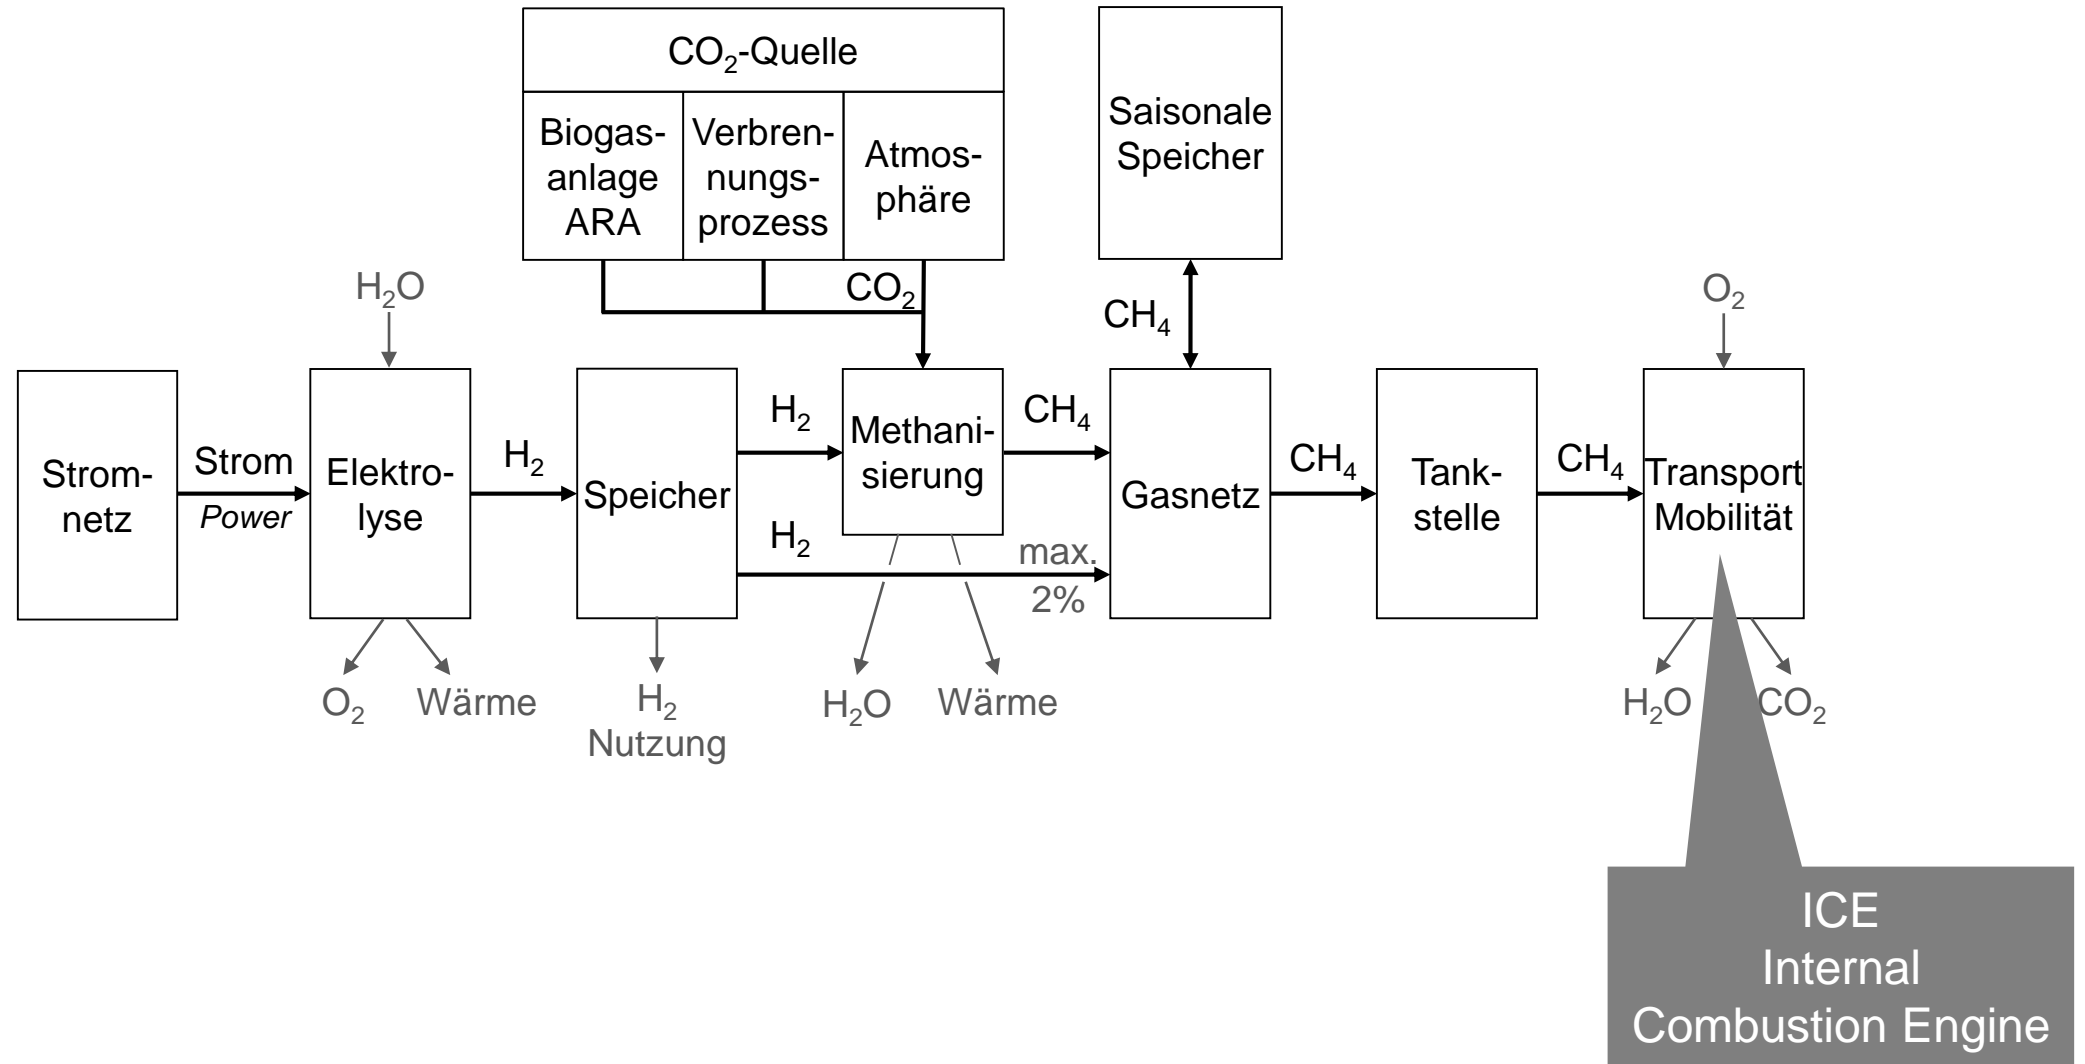 CO₂-Quelle
Biogas-
anlage
ARA
Verbren-
nungs-
prozess
Atmos-
phäre
Saisonale
Speicher
H₂O
CO₂
CH₄
O₂
Strom-
netz
Strom
Power
Elektro-
lyse
H₂
Speicher
H₂
H₂
Methani-
sierung
CH₄
max.
2%
Gasnetz
CH₄
Tank-
stelle
CH₄
Transport
Mobilität
O₂
Wärme
H₂
Nutzung
H₂O
Wärme
H₂O
CO₂
ICE
Internal
Combustion Engine